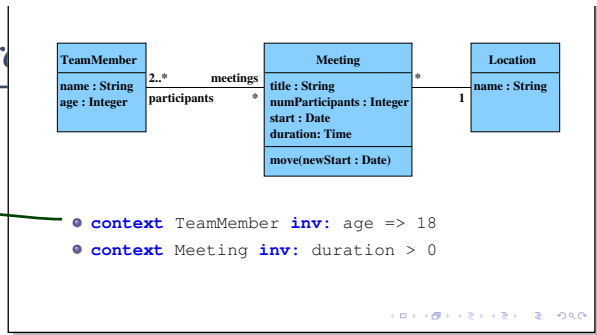 TeamMember
name : String
age : Integer
2..*
participants
meetings
*
Meeting
title : String
numParticipants : Integer
start : Date
duration: Time
move(newStart : Date)
*
1
Location
name : String
context TeamMember inv: age => 18
context Meeting inv: duration > 0